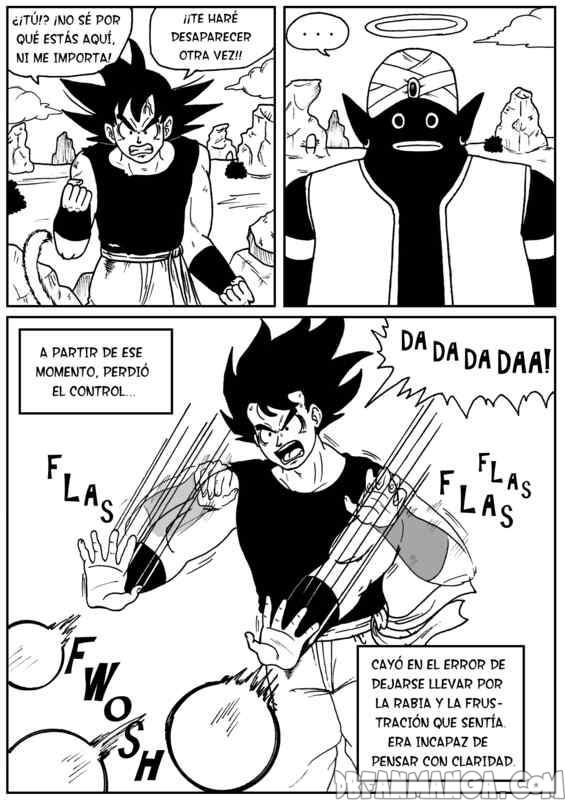 ¿¡TÚ!? ¡NO SÉ POR
QUÉ ESTÁS AQUÍ,
NI ME IMPORTA!
¡¡TE HARÉ
DESAPARECER
OTRA VEZ!!
...
A PARTIR DE ESE
MOMENTO, PERDIÓ
EL CONTROL...
DA DA DA DAA!
FLAS
FLAS
FLAS
FWOSH
CAYÓ EN EL ERROR DE
DEJARSE LLEVAR POR
LA RABIA Y LA FRUS-
TRACIÓN QUE SENTÍA.
ERA INCAPAZ DE
PENSAR CON CLARIDAD.
DBFANMANGA.COM